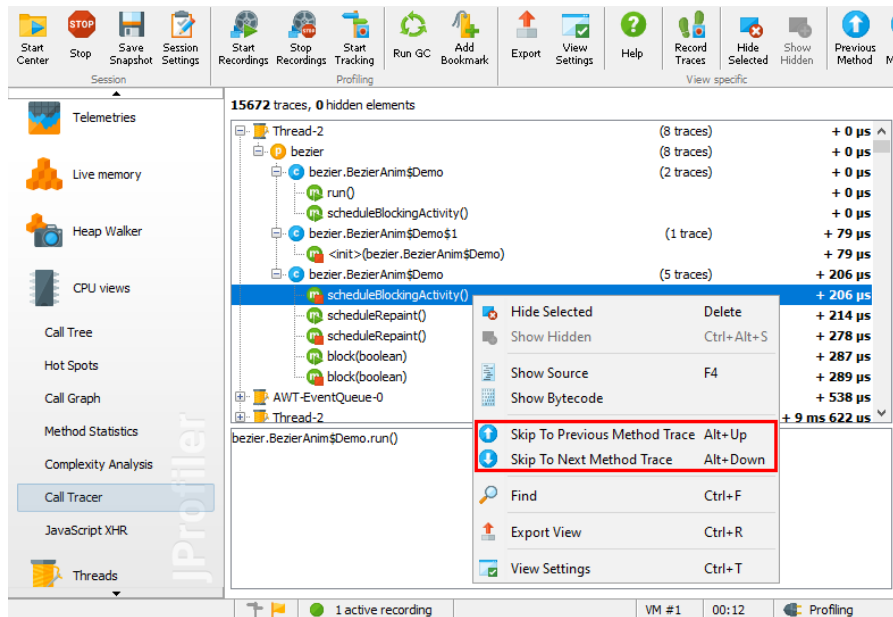 Start Center
Stop
Save Snapshot
Session Settings
Start Recordings
Stop Recordings
Start Tracking
Run GC
Add Bookmark
Export
View Settings
Help
Record Traces
Hide Selected
Show Hidden
Previous Method
M
Session
Profiling
View specific
Telemetries
Live memory
Heap Walker
CPU views
Call Tree
Hot Spots
Call Graph
Method Statistics
Complexity Analysis
Call Tracer
JavaScript XHR
Threads
JProfiler
15672 traces, 0 hidden elements
Thread-2 (8 traces) + 0 µs
p bezier (8 traces) + 0 µs
c bezier.BezierAnim$Demo (2 traces) + 0 µs
m run() + 0 µs
m scheduleBlockingActivity() + 0 µs
c bezier.BezierAnim$Demo$1 (1 trace) + 79 µs
m <init>(bezier.BezierAnim$Demo) + 79 µs
c bezier.BezierAnim$Demo (5 traces) + 206 µs
m scheduleBlockingActivity() + 206 µs
m scheduleRepaint() + 214 µs
m scheduleRepaint() + 278 µs
m block(boolean) + 287 µs
m block(boolean) + 289 µs
AWT-EventQueue-0 + 538 µs
Thread-2 + 9 ms 622 µs
bezier.BezierAnim$Demo.run()
Hide Selected Delete
Show Hidden Ctrl+Alt+S
Show Source F4
Show Bytecode
Skip To Previous Method Trace Alt+Up
Skip To Next Method Trace Alt+Down
Find Ctrl+F
Export View Ctrl+R
View Settings Ctrl+T
1 active recording
VM #1
00:12
Profiling